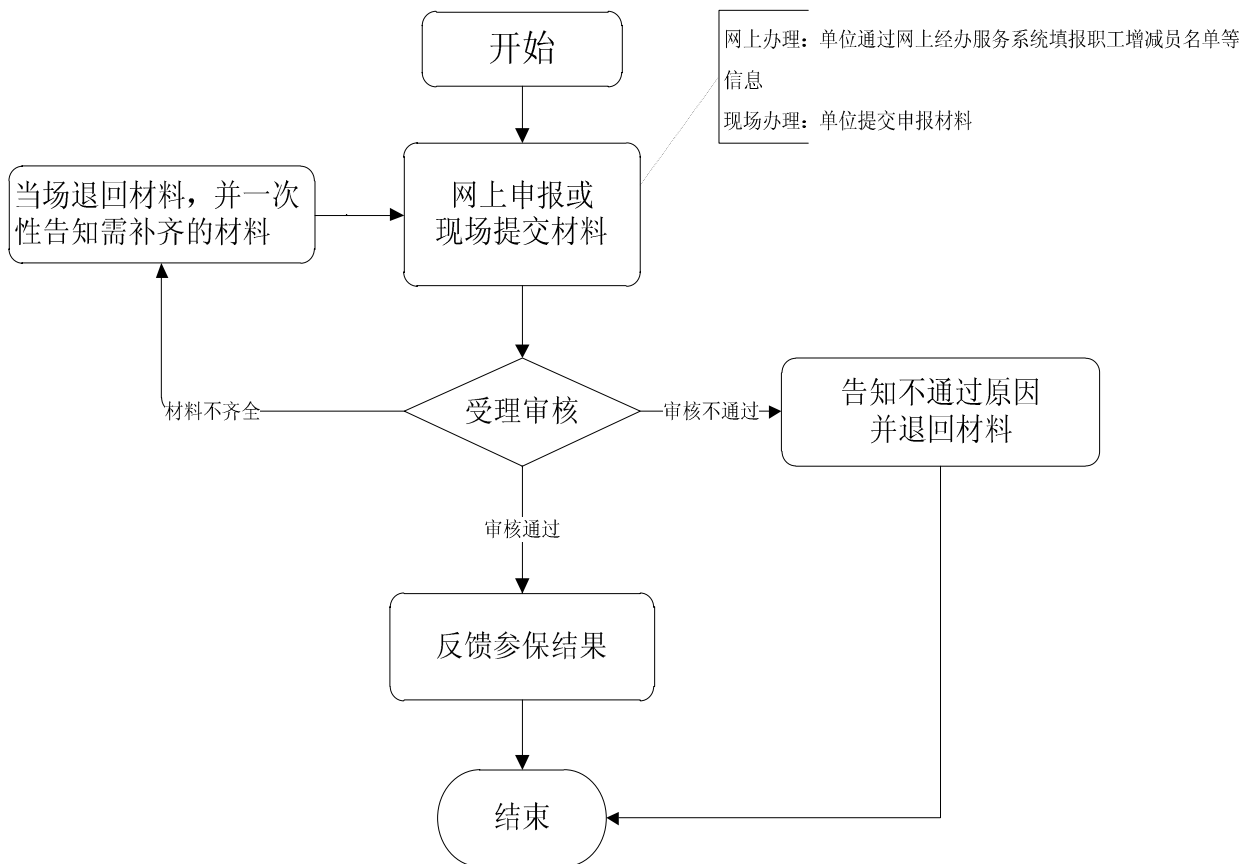 开始
网上办理：单位通过网上经办服务系统填报职工增减员名单等
信息
现场办理：单位提交申报材料
当场退回材料，并一次
性告知需补齐的材料
网上申报或
现场提交材料
材料不齐全
受理审核
审核不通过
告知不通过原因
并退回材料
审核通过
反馈参保结果
结束